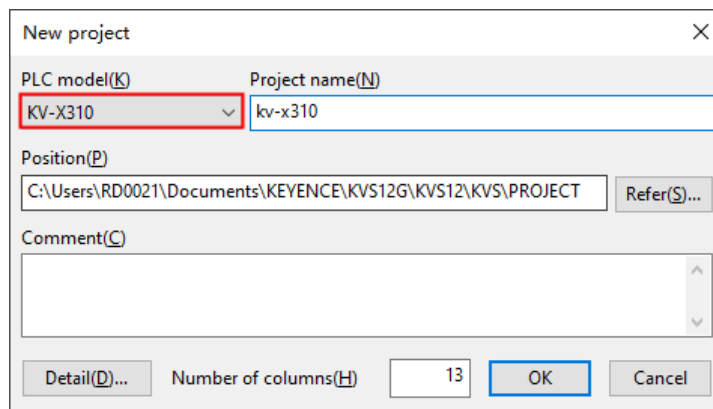 New project
PLC model(K) Project name(N)
KV-X310 kv-x310
Position(P)
C:\Users\RD0021\Documents\KEYENCE\KVS12G\KVS12\KVS\PROJECT Refer(S)...
Comment(C)
Detail(D)... Number of columns(H) 13 OK Cancel